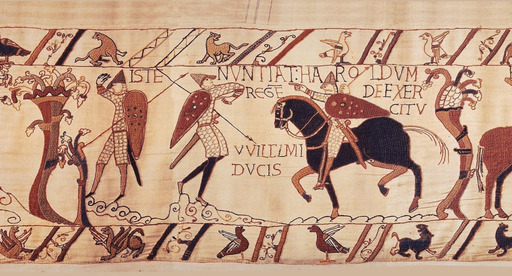 ISTE NVNTIAT:HAROLDVM
REGE DE EXER
CITV
VVILLELMI
DVCIS